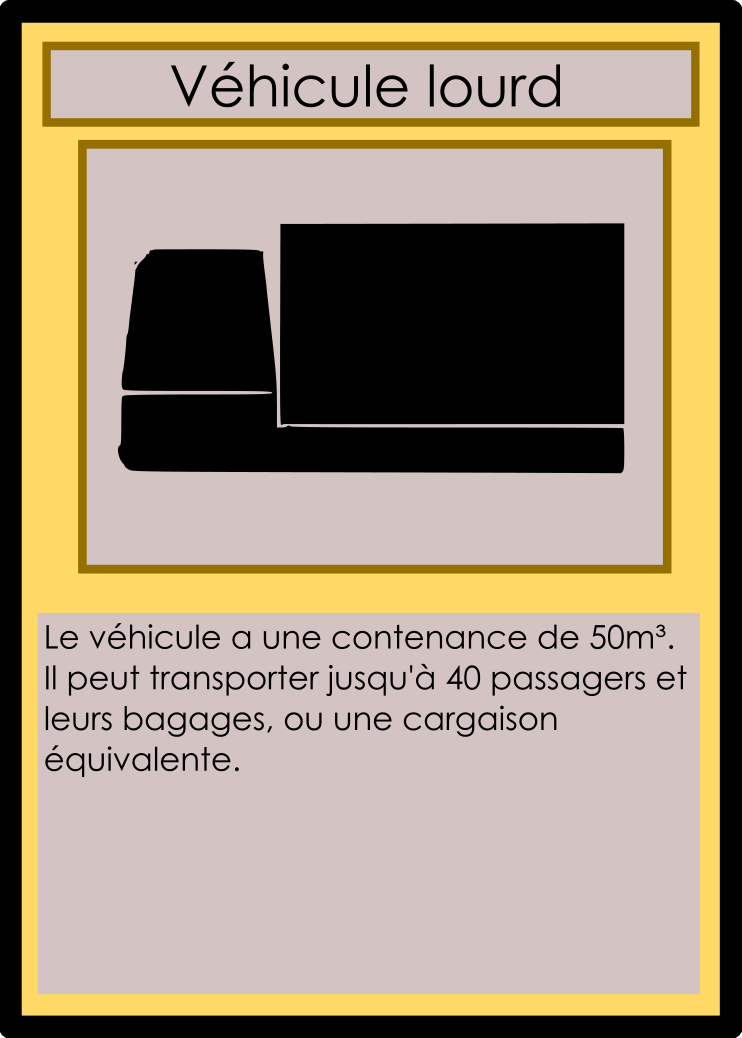 Véhicule lourd
Le véhicule a une contenance de 50m³.
Il peut transporter jusqu'à 40 passagers et
leurs bagages, ou une cargaison
équivalente.